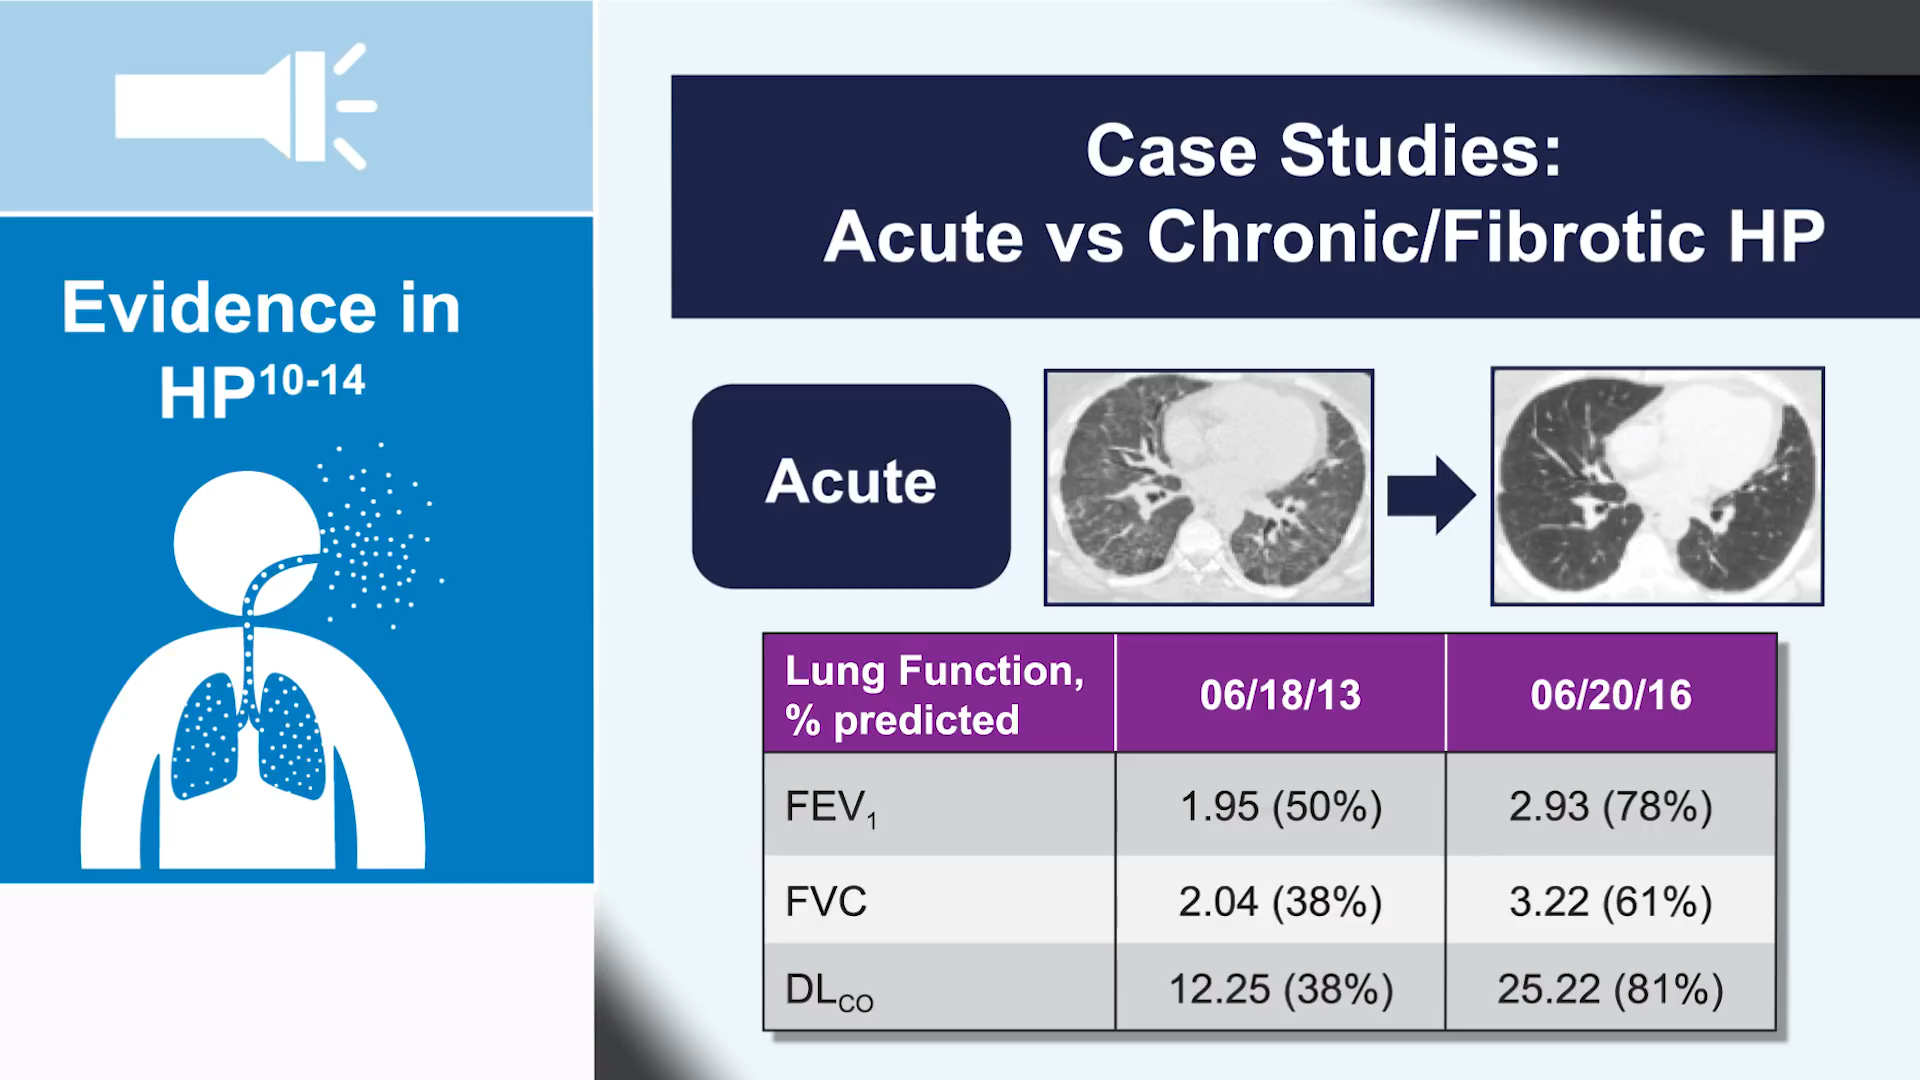 Evidence in
HP10-14
Case Studies:
Acute vs Chronic/Fibrotic HP
Acute
Lung Function,
% predicted
06/18/13
06/20/16
FEV1
1.95 (50%)
2.93 (78%)
FVC
2.04 (38%)
3.22 (61%)
DLCO
12.25 (38%)
25.22 (81%)